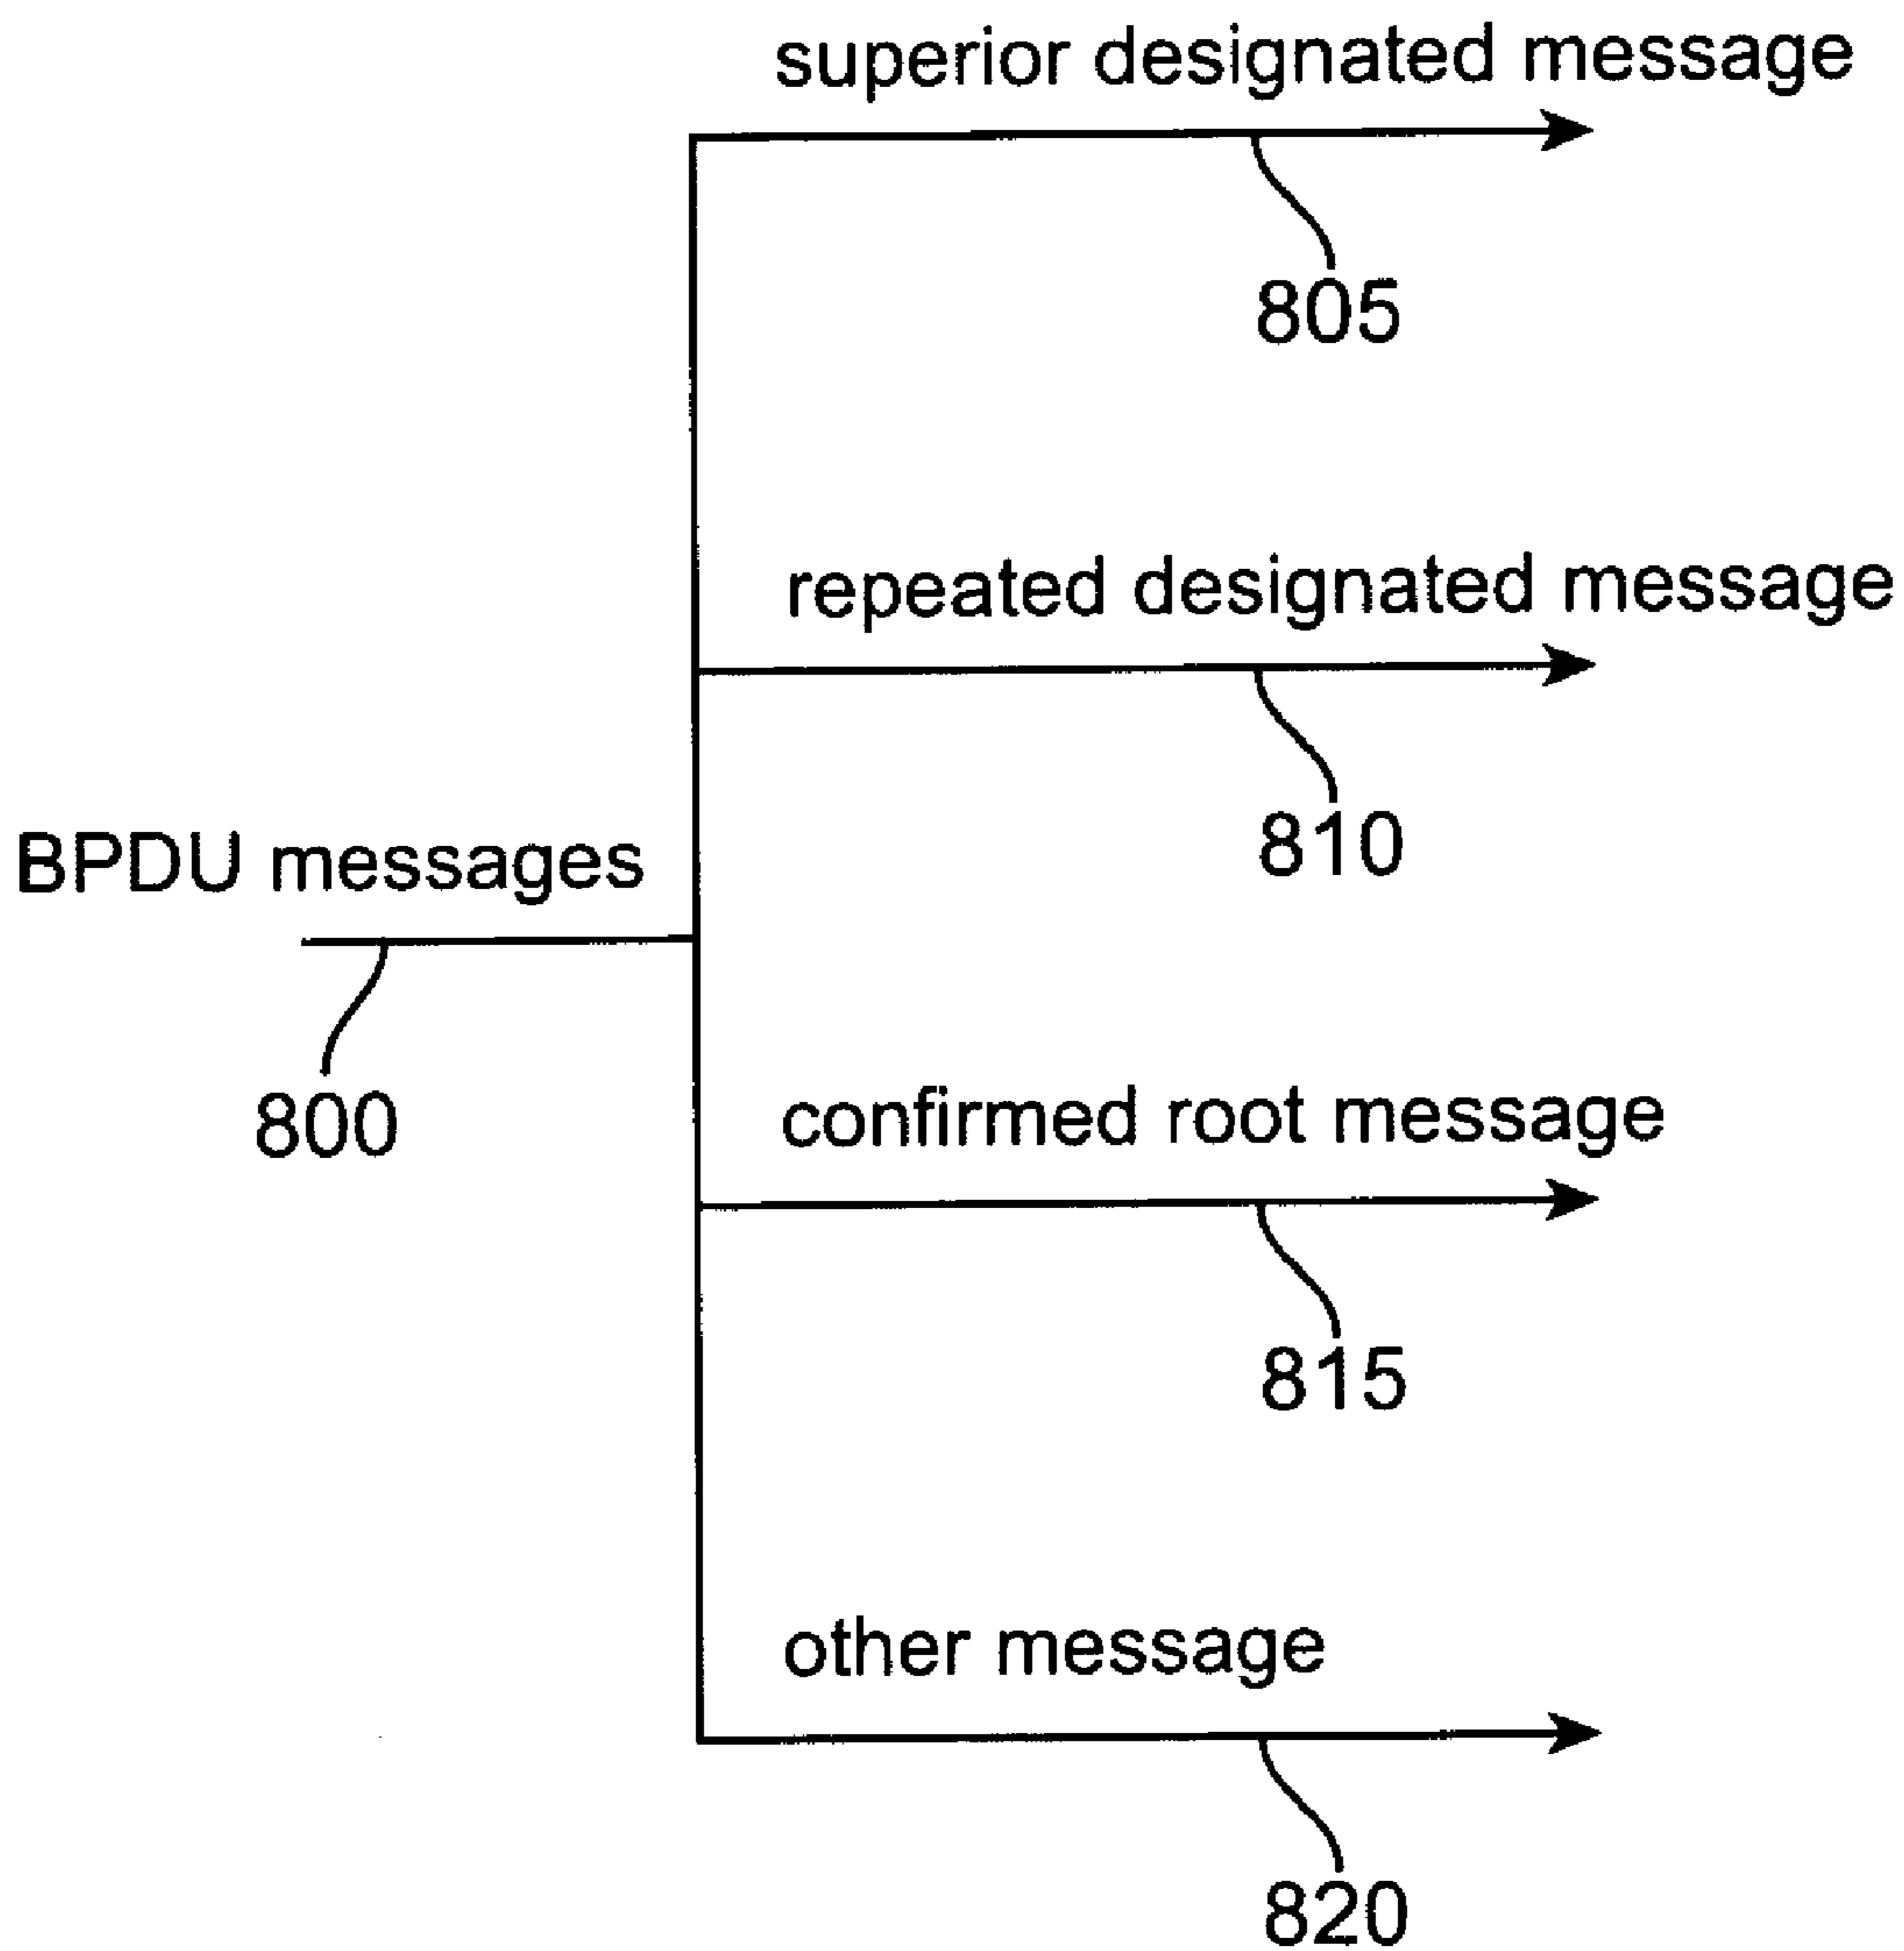 superior designated message
805
repeated designated message
810
BPDU messages
800
confirmed root message
815
other message
820